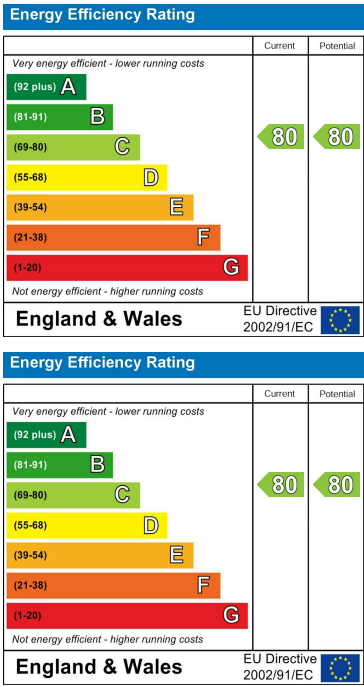 Energy Efficiency Rating
Current Potential
Very energy efficient - lower running costs
(92 plus) A
(81-91) B
(69-80) C 80 80
(55-68) D
(39-54) E
(21-38) F
(1-20) G
Not energy efficient - higher running costs
England & Wales EU Directive
2002/91/EC
Energy Efficiency Rating
Current Potential
Very energy efficient - lower running costs
(92 plus) A
(81-91) B
(69-80) C 80 80
(55-68) D
(39-54) E
(21-38) F
(1-20) G
Not energy efficient - higher running costs
England & Wales EU Directive
2002/91/EC